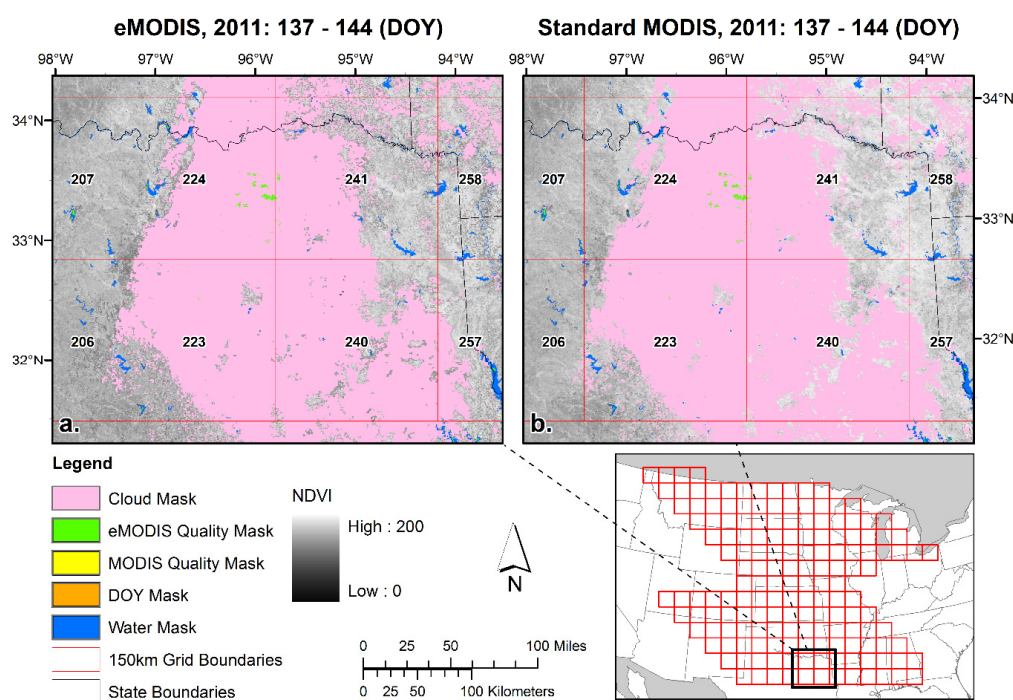 eMODIS, 2011: 137 - 144 (DOY)
Standard MODIS, 2011: 137 - 144 (DOY)
98°W 97°W 96°W 95°W 94°W
98°W 97°W 96°W 95°W 94°W
34°N
33°N
32°N
207 224 241 258
206 223 240 257
a.
207 224 241 258
206 223 240 257
b.
34°N
33°N
32°N
Legend
Cloud Mask
eMODIS Quality Mask
MODIS Quality Mask
DOY Mask
Water Mask
150km Grid Boundaries
State Boundaries
NDVI
High : 200
Low : 0
N
0 25 50 100 Miles
0 25 50 100 Kilometers